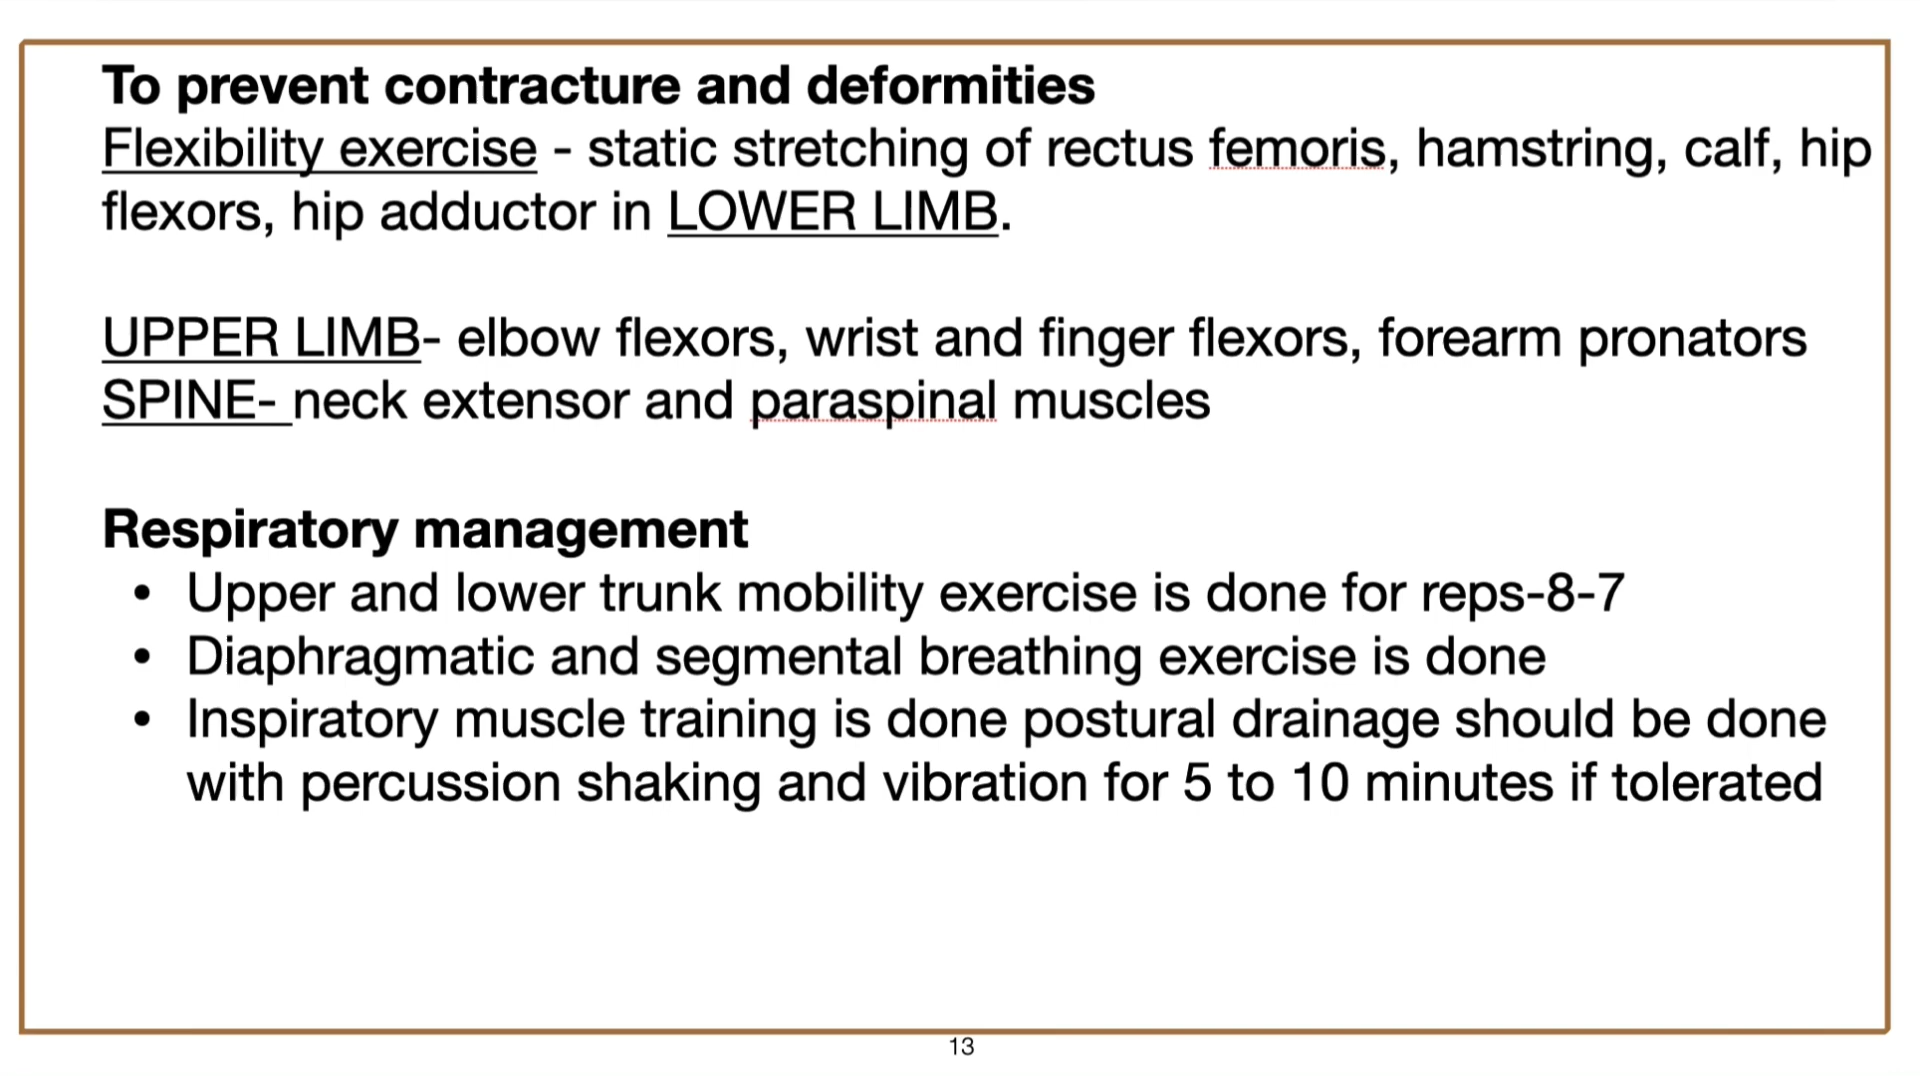 To prevent contracture and deformities
Flexibility exercise - static stretching of rectus femoris, hamstring, calf, hip
flexors, hip adductor in LOWER LIMB.
UPPER LIMB- elbow flexors, wrist and finger flexors, forearm pronators
SPINE- neck extensor and paraspinal muscles
Respiratory management
• Upper and lower trunk mobility exercise is done for reps-8-7
• Diaphragmatic and segmental breathing exercise is done
• Inspiratory muscle training is done postural drainage should be done
with percussion shaking and vibration for 5 to 10 minutes if tolerated
13